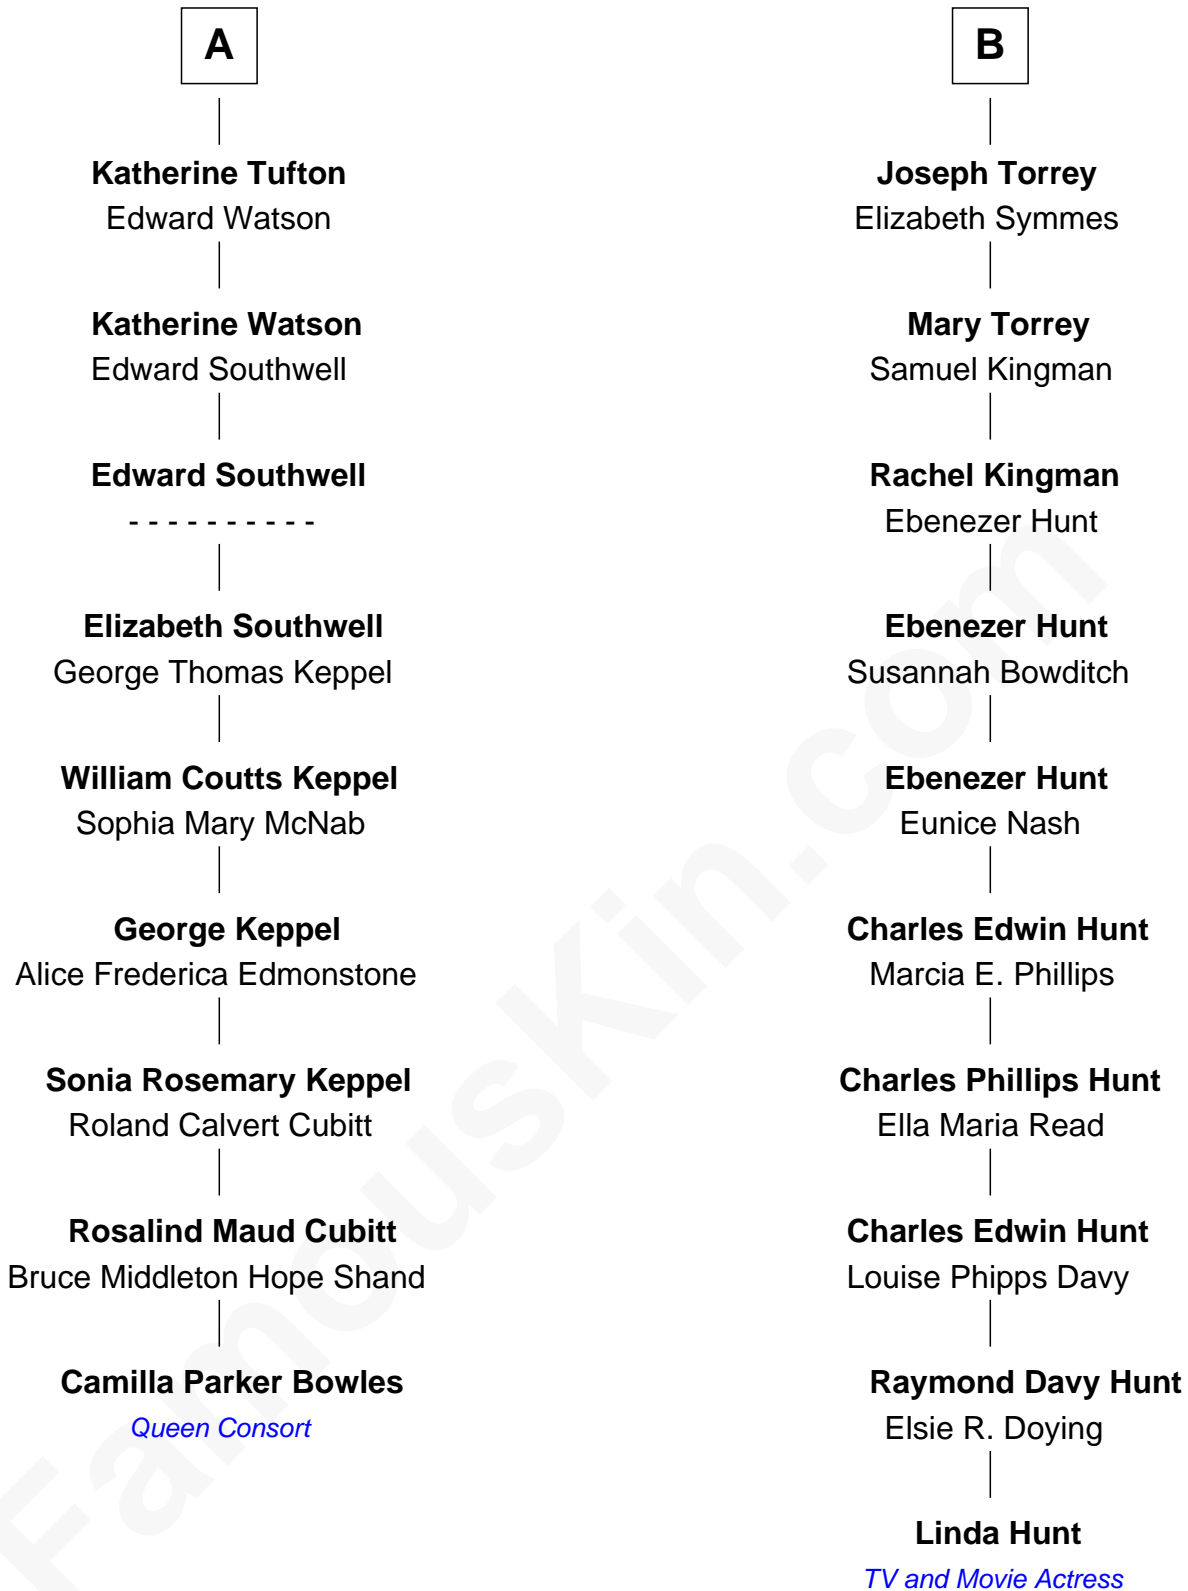 A
Katherine Tufton
Edward Watson
Katherine Watson
Edward Southwell
Edward Southwell
- - - - - - - - - -
Elizabeth Southwell
George Thomas Keppel
William Coutts Keppel
Sophia Mary McNab
George Keppel
Alice Frederica Edmonstone
Sonia Rosemary Keppel
Roland Calvert Cubitt
Rosalind Maud Cubitt
Bruce Middleton Hope Shand
Camilla Parker Bowles
Queen Consort
B
Joseph Torrey
Elizabeth Symmes
Mary Torrey
Samuel Kingman
Rachel Kingman
Ebenezer Hunt
Ebenezer Hunt
Susannah Bowditch
Ebenezer Hunt
Eunice Nash
Charles Edwin Hunt
Marcia E. Phillips
Charles Phillips Hunt
Ella Maria Read
Charles Edwin Hunt
Louise Phipps Davy
Raymond Davy Hunt
Elsie R. Doying
Linda Hunt
TV and Movie Actress
FamousKin.com